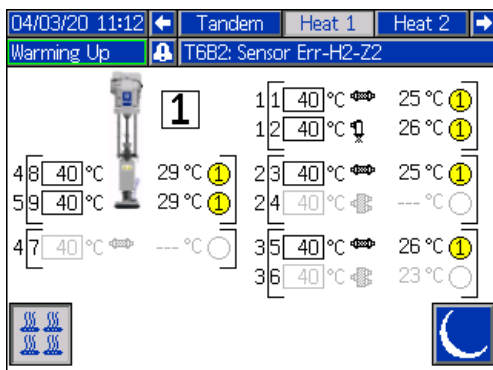 04/03/20 11:12 Tandem Heat 1 Heat 2
Warming Up T6B2: Sensor Err-H2-Z2
1
1 1 40 °C 25 °C 1
1 2 40 °C 26 °C 1
4 8 40 °C 29 °C 1
5 9 40 °C 29 °C 1
2 3 40 °C 25 °C 1
2 4 40 °C --- °C
4 7 40 °C --- °C
3 5 40 °C 26 °C 1
3 6 40 °C 23 °C